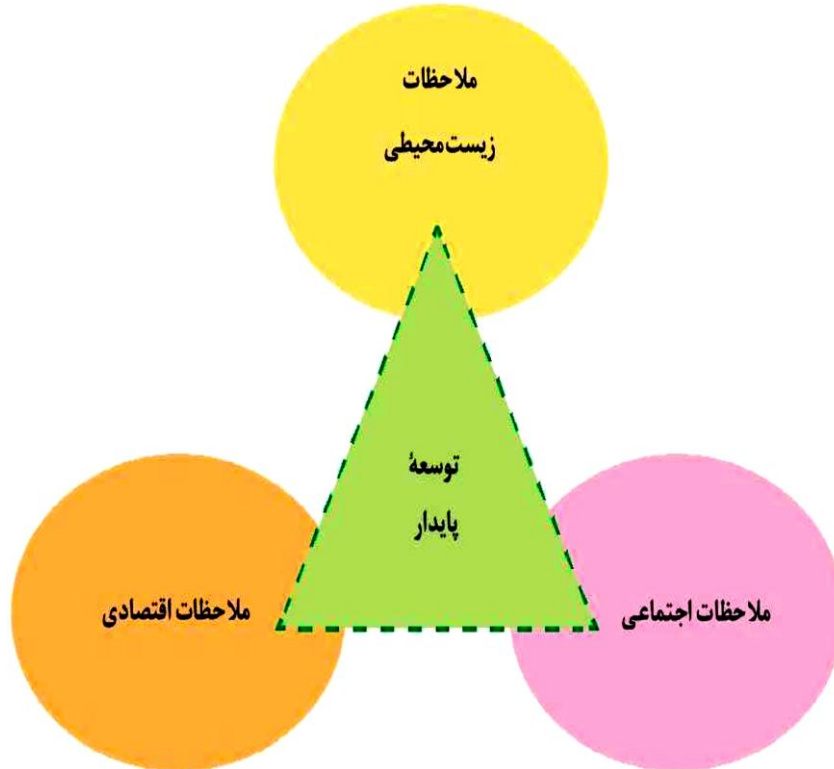 ملاحظات
زیست‌محیطی
توسعهٔ
پایدار
ملاحظات اجتماعی
ملاحظات اقتصادی